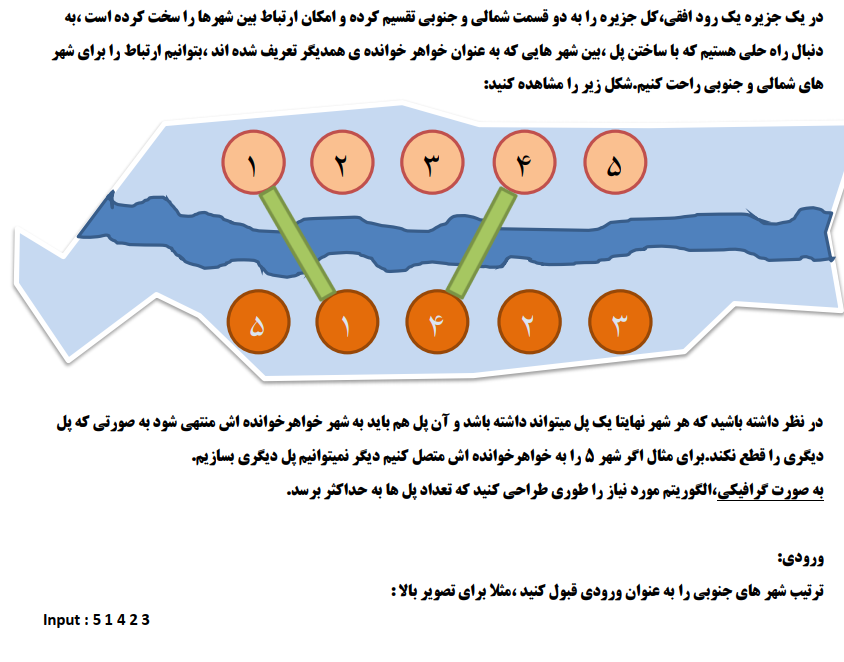 در یک جزیره یک رود افقی،کل جزیره را به دو قسمت شمالی و جنوبی تقسیم کرده و امکان ارتباط بین شهرها را سخت کرده است ،به
دنبال راه حلی هستیم که با ساختن پل ،بین شهر هایی که به عنوان خواهر خوانده ی همدیگر تعریف شده اند ،بتوانیم ارتباط را برای شهر
های شمالی و جنوبی راحت کنیم.شکل زیر را مشاهده کنید:
۱ ۲ ۳ ۴ ۵
۵ ۱ ۴ ۲ ۳
در نظر داشته باشید که هر شهر نهایتا یک پل میتواند داشته باشد و آن پل هم باید به شهر خواهرخوانده اش منتهی شود به صورتی که پل
دیگری را قطع نکند.برای مثال اگر شهر ۵ را به خواهرخوانده اش متصل کنیم دیگر نمیتوانیم پل دیگری بسازیم.
به صورت گرافیکی،الگوریتم مورد نیاز را طوری طراحی کنید که تعداد پل ها به حداکثر برسد.
ورودی:
ترتیب شهر های جنوبی را به عنوان ورودی قبول کنید ،مثلا برای تصویر بالا :
Input : 5 1 4 2 3